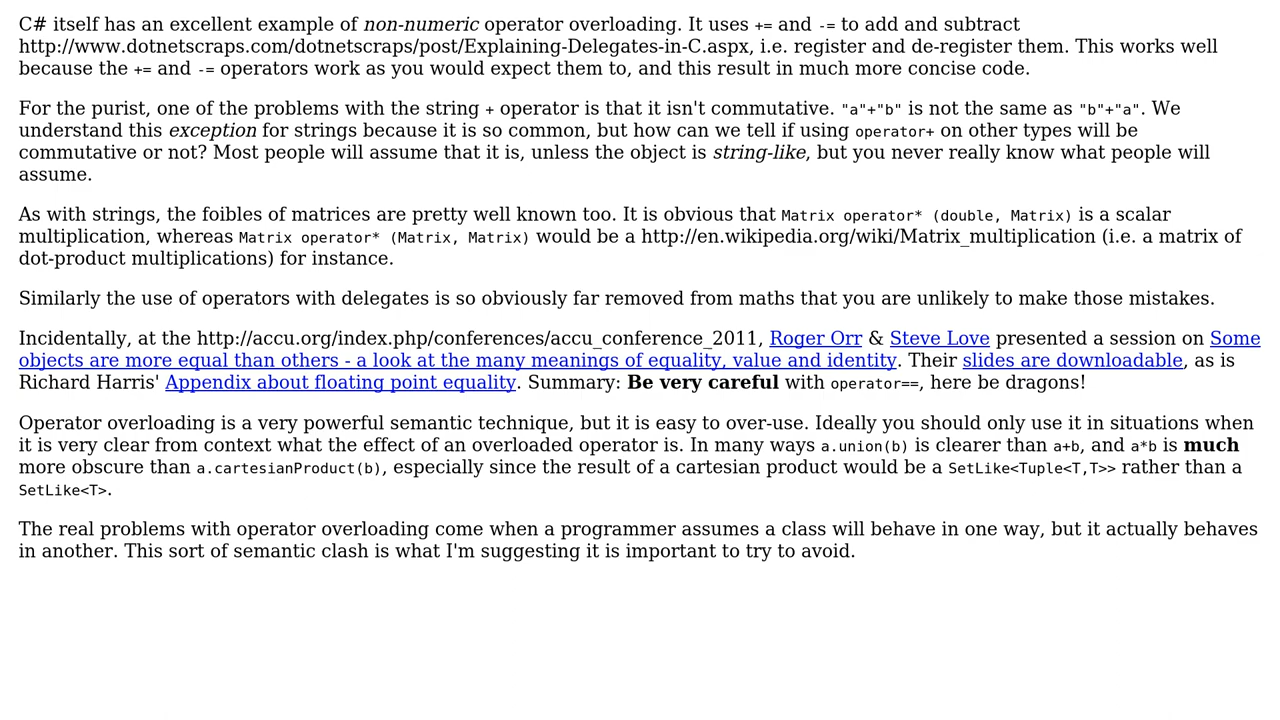 C# itself has an excellent example of non-numeric operator overloading. It uses += and -= to add and subtract
http://www.dotnetscraps.com/dotnetscraps/post/Explaining-Delegates-in-C.aspx, i.e. register and de-register them. This works well
because the += and -= operators work as you would expect them to, and this result in much more concise code.
For the purist, one of the problems with the string + operator is that it isn't commutative. "a"+"b" is not the same as "b"+"a". We
understand this exception for strings because it is so common, but how can we tell if using operator+ on other types will be
commutative or not? Most people will assume that it is, unless the object is string-like, but you never really know what people will
assume.
As with strings, the foibles of matrices are pretty well known too. It is obvious that Matrix operator* (double, Matrix) is a scalar
multiplication, whereas Matrix operator* (Matrix, Matrix) would be a http://en.wikipedia.org/wiki/Matrix_multiplication (i.e. a matrix of
dot-product multiplications) for instance.
Similarly the use of operators with delegates is so obviously far removed from maths that you are unlikely to make those mistakes.
Incidentally, at the http://accu.org/index.php/conferences/accu_conference_2011, Roger Orr & Steve Love presented a session on Some
objects are more equal than others - a look at the many meanings of equality, value and identity. Their slides are downloadable, as is
Richard Harris' Appendix about floating point equality. Summary: Be very careful with operator==, here be dragons!
Operator overloading is a very powerful semantic technique, but it is easy to over-use. Ideally you should only use it in situations when
it is very clear from context what the effect of an overloaded operator is. In many ways a.union(b) is clearer than a+b, and a*b is much
more obscure than a.cartesianProduct(b), especially since the result of a cartesian product would be a SetLike<Tuple<T,T>> rather than a
SetLike<T>.
The real problems with operator overloading come when a programmer assumes a class will behave in one way, but it actually behaves
in another. This sort of semantic clash is what I'm suggesting it is important to try to avoid.